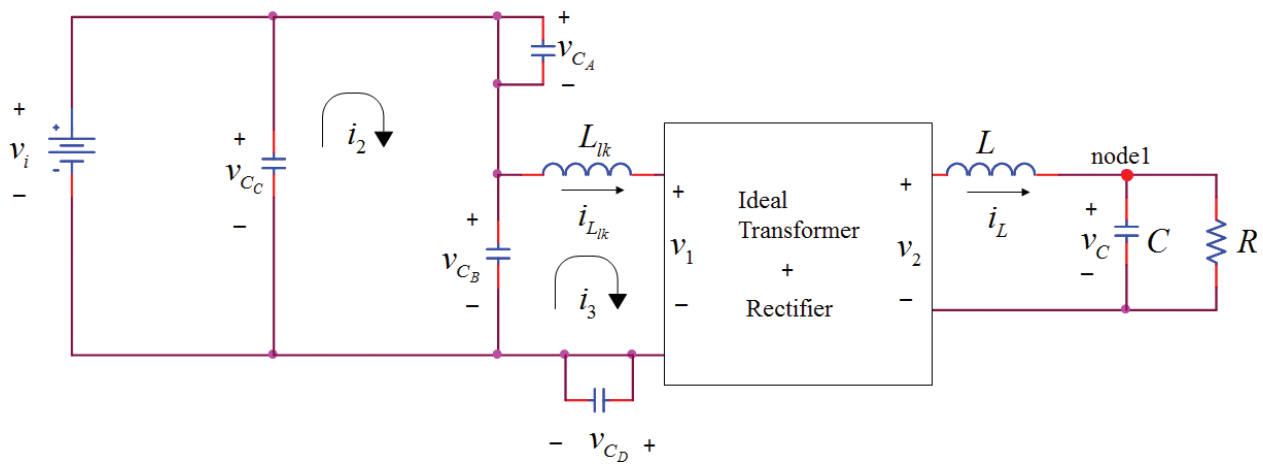 +
v_{C_A}
−
+
v_i
−
+ -
+
v_{C_C}
−
i_2
L_{lk}
i_{L_{lk}}
+
v_{C_B}
−
i_3
+
v_1
−
Ideal
Transformer
+
Rectifier
+
v_2
−
L
i_L
node1
+
v_C
−
C
R
− v_{C_D} +